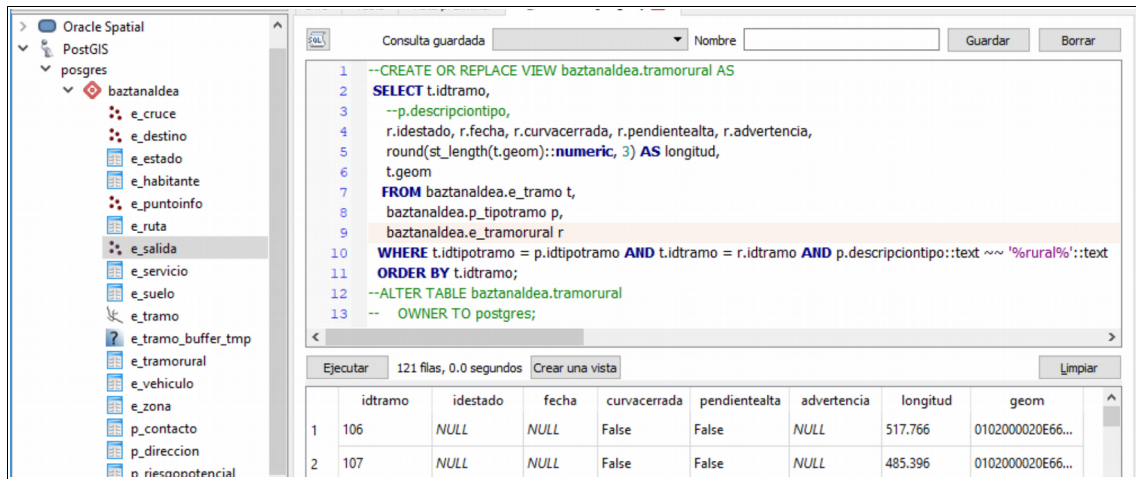 Oracle Spatial
PostGIS
posgres
baztanaldea
e_cruce
e_destino
e_estado
e_habitante
e_puntoinfo
e_ruta
e_salida
e_servicio
e_suelo
e_tramo
e_tramo_buffer_tmp
e_tramorural
e_vehiculo
e_zona
p_contacto
p_direccion
p_riesgopotencial
SQL Consulta guardada Nombre Guardar Borrar
1 --CREATE OR REPLACE VIEW baztanaldea.tramorural AS
2 SELECT t.idtramo,
3 --p.descripciontipo,
4 r.idestado, r.fecha, r.curvacerrada, r.pendientealta, r.advertencia,
5 round(st_length(t.geom)::numeric, 3) AS longitud,
6 t.geom
7 FROM baztanaldea.e_tramo t,
8 baztanaldea.p_tipotramo p,
9 baztanaldea.e_tramorural r
10 WHERE t.idtipotramo = p.idtipotramo AND t.idtramo = r.idtramo AND p.descripciontipo::text ~~ '%rural%'::text
11 ORDER BY t.idtramo;
12 --ALTER TABLE baztanaldea.tramorural
13 -- OWNER TO postgres;
Ejecutar 121 filas, 0.0 segundos Crear una vista Limpiar
idtramo idestado fecha curvacerrada pendientealta advertencia longitud geom
1 106 NULL NULL False False NULL 517.766 0102000020E66...
2 107 NULL NULL False False NULL 485.396 0102000020E66...